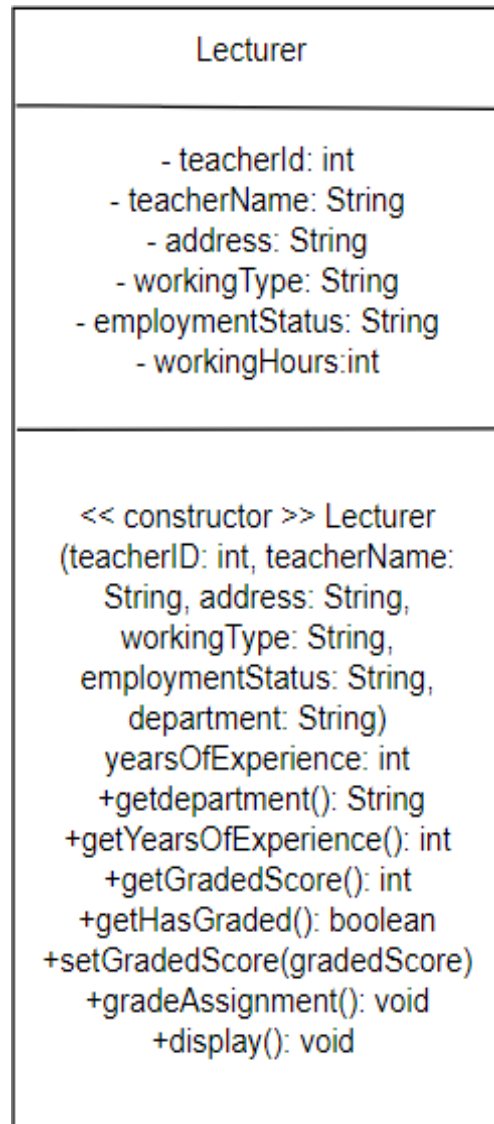 Lecturer
- teacherId: int
- teacherName: String
- address: String
- workingType: String
- employmentStatus: String
- workingHours:int
<< constructor >> Lecturer
(teacherID: int, teacherName:
String, address: String,
workingType: String,
employmentStatus: String,
department: String)
yearsOfExperience: int
+getdepartment(): String
+getYearsOfExperience(): int
+getGradedScore(): int
+getHasGraded(): boolean
+setGradedScore(gradedScore)
+gradeAssignment(): void
+display(): void